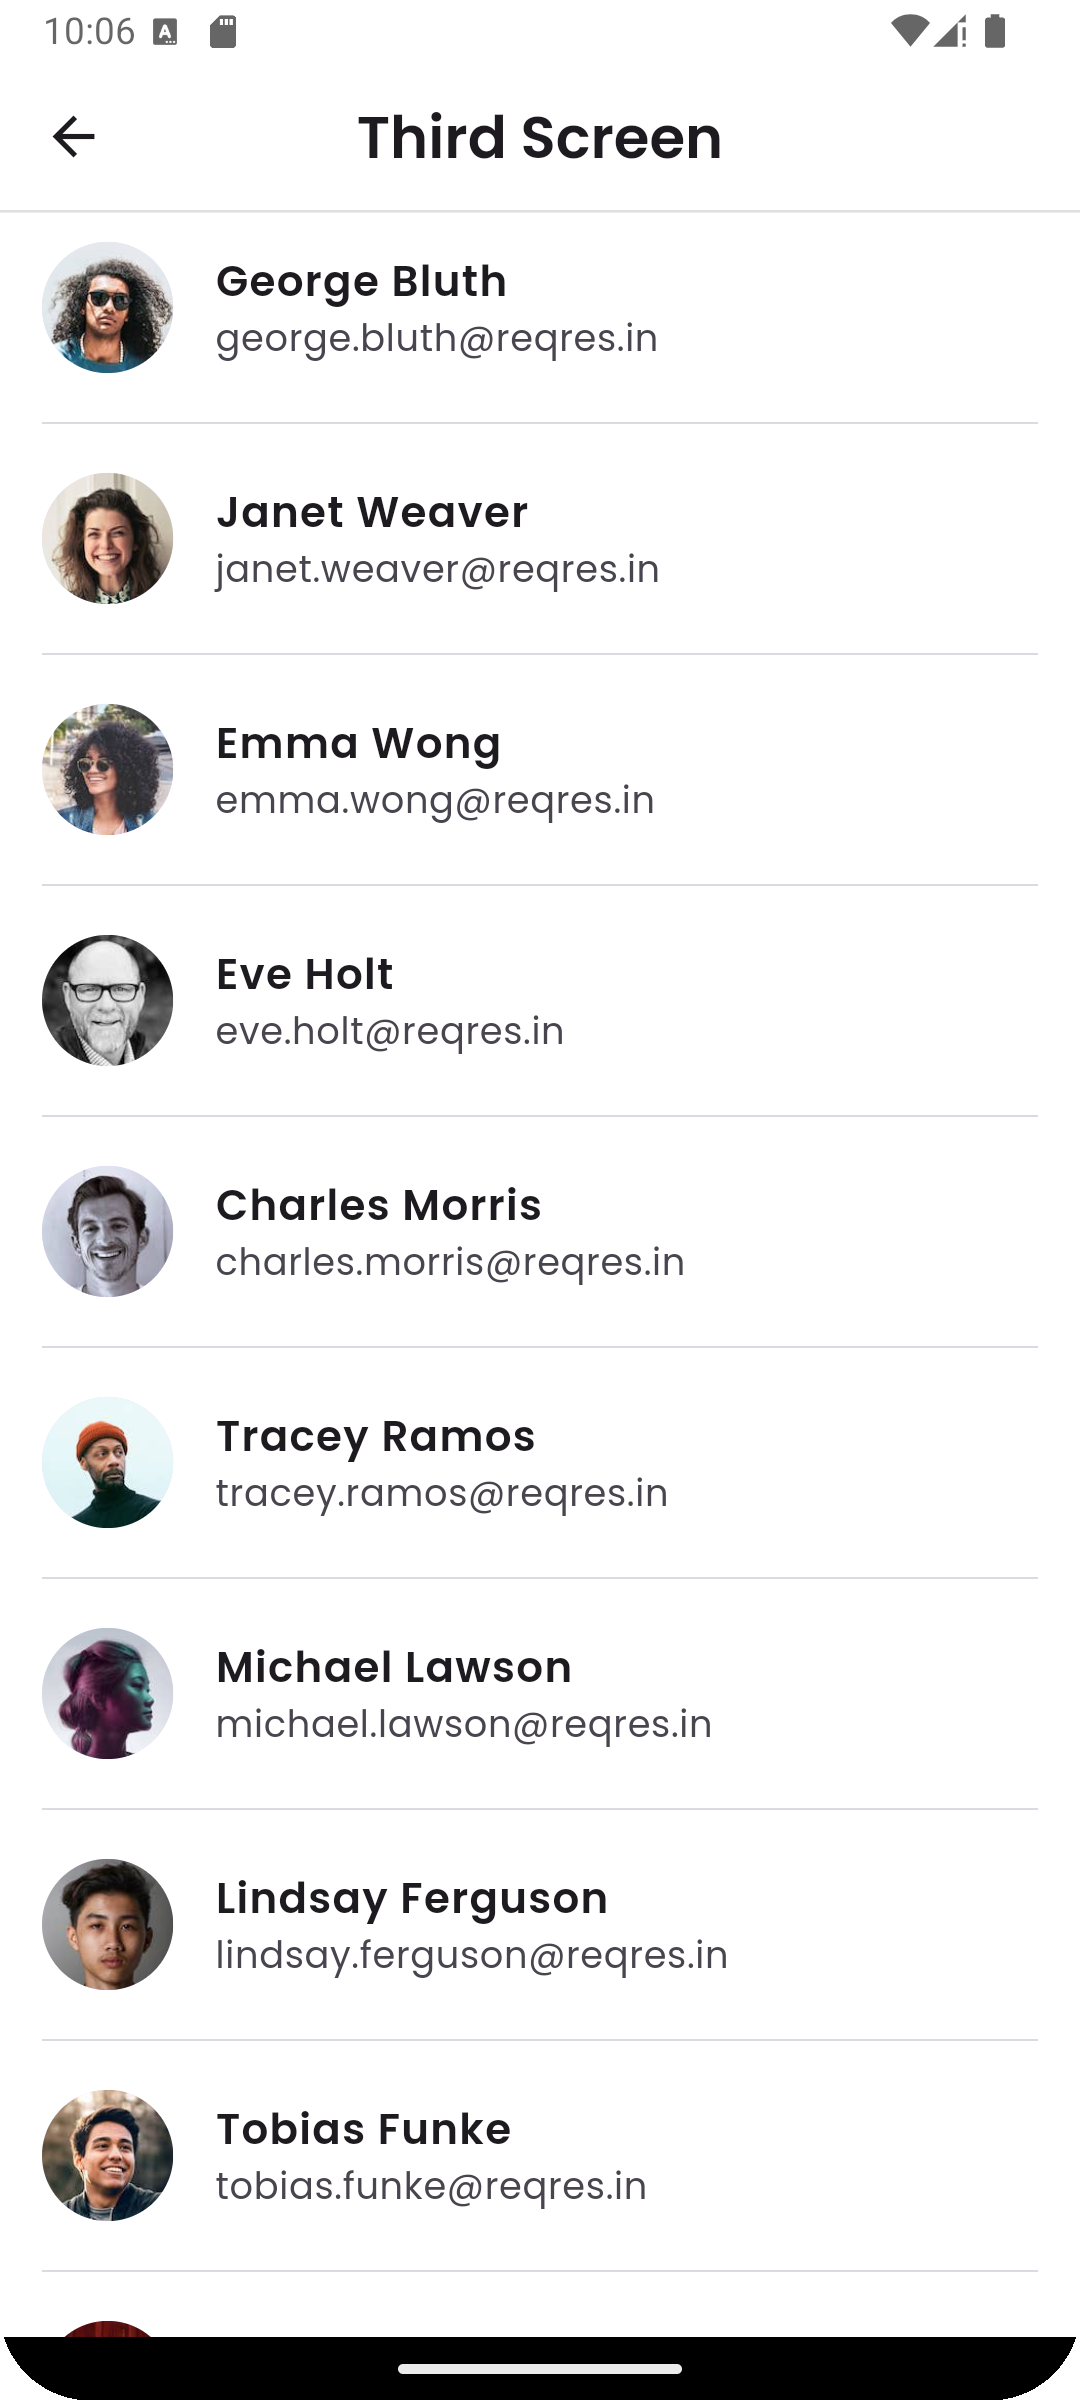 10:06
Third Screen
George Bluth
george.bluth@reqres.in
Janet Weaver
janet.weaver@reqres.in
Emma Wong
emma.wong@reqres.in
Eve Holt
eve.holt@reqres.in
Charles Morris
charles.morris@reqres.in
Tracey Ramos
tracey.ramos@reqres.in
Michael Lawson
michael.lawson@reqres.in
Lindsay Ferguson
lindsay.ferguson@reqres.in
Tobias Funke
tobias.funke@reqres.in